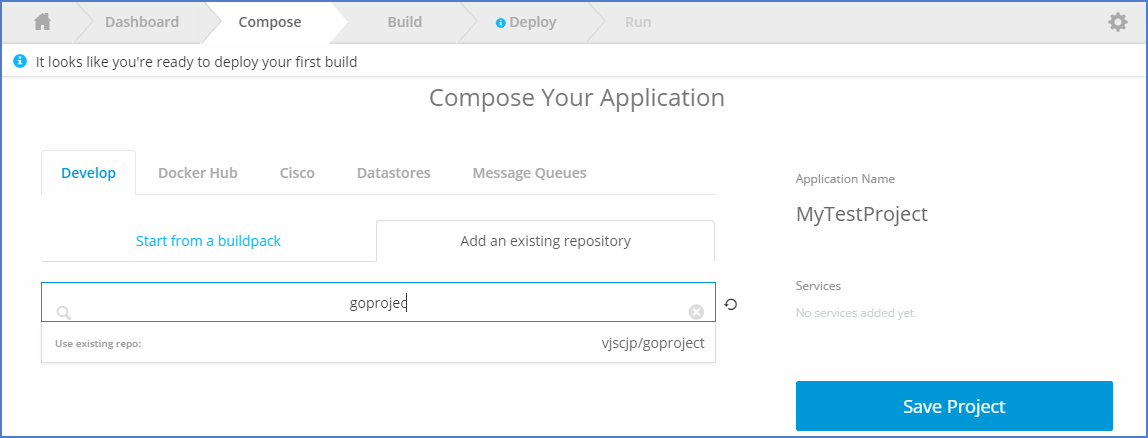 Dashboard Compose Build Deploy Run
It looks like you're ready to deploy your first build
Compose Your Application
Develop Docker Hub Cisco Datastores Message Queues
Application Name
MyTestProject
Start from a buildpack Add an existing repository
goprojec
Services
No services added yet.
Use existing repo: vjscjp/goproject
Save Project